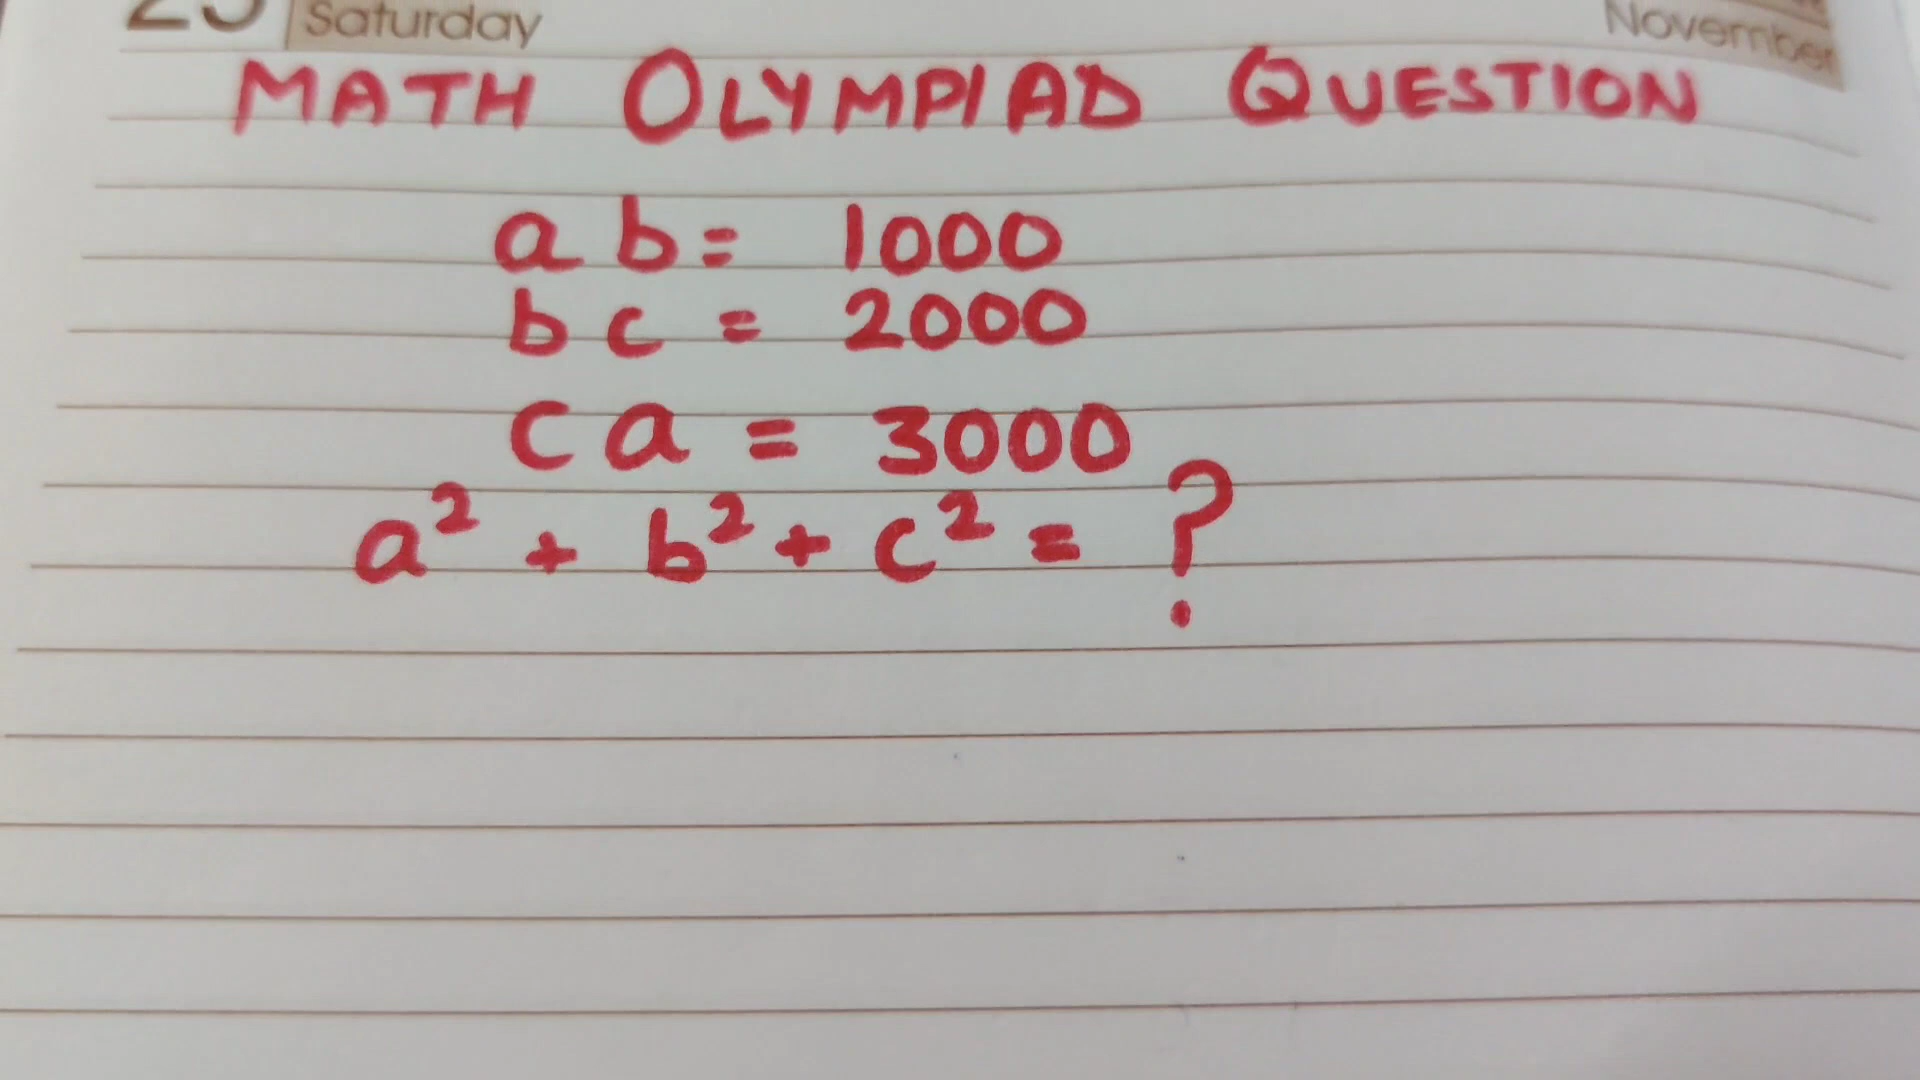 Saturday
November
MATH OLYMPIAD QUESTION
ab = 1000
bc = 2000
ca = 3000
a² + b² + c² = ?